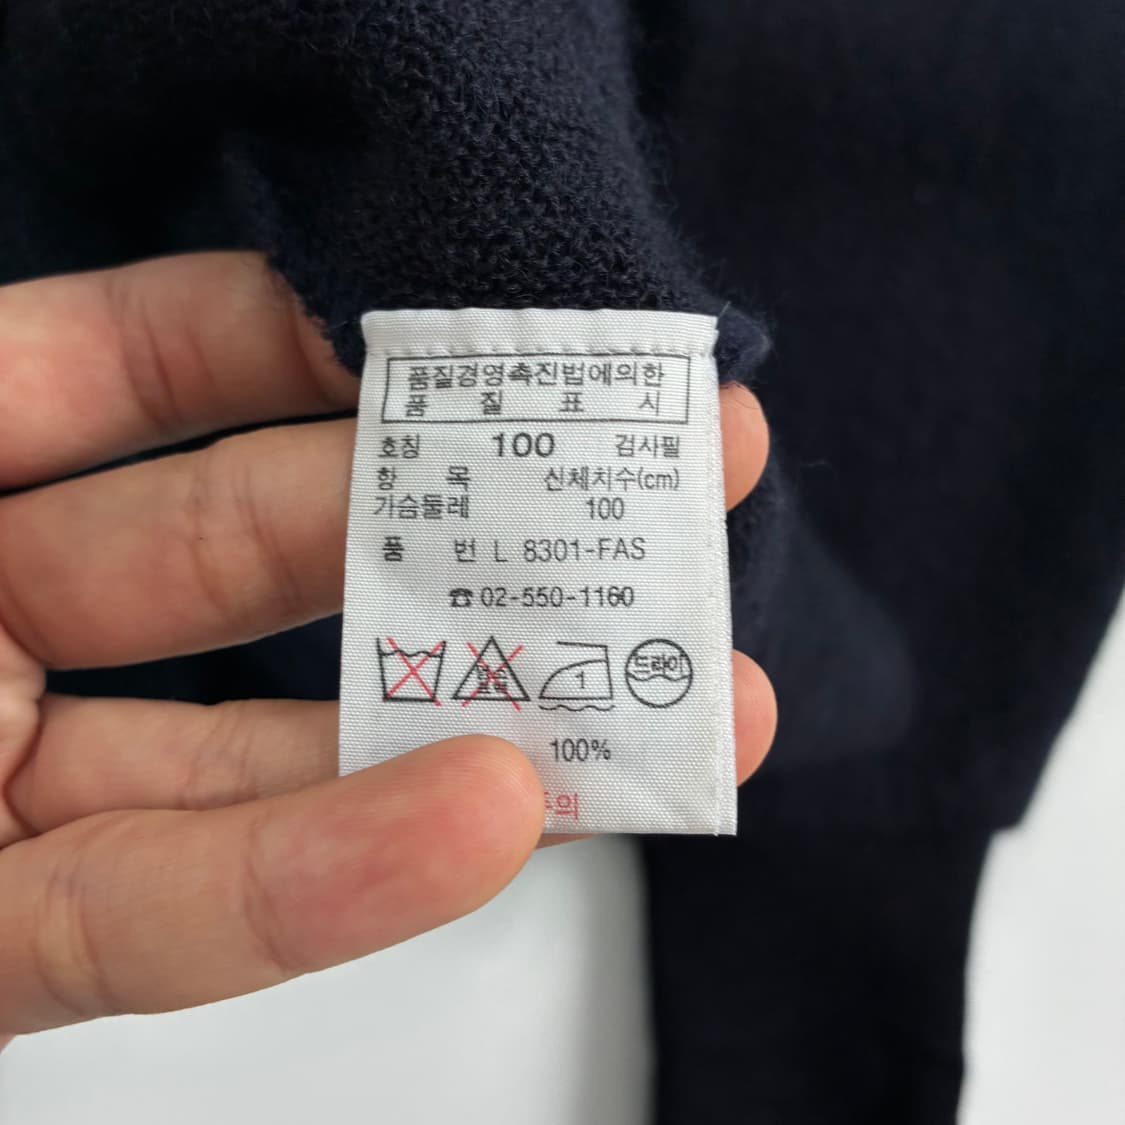 품질경영촉진법에의한
품 질 표 시
호칭 100 검사필
항 목 신체치수(cm)
가슴둘레 100
품 번 L 8301-FAS
☎ 02-550-1160
1 드라이
100%